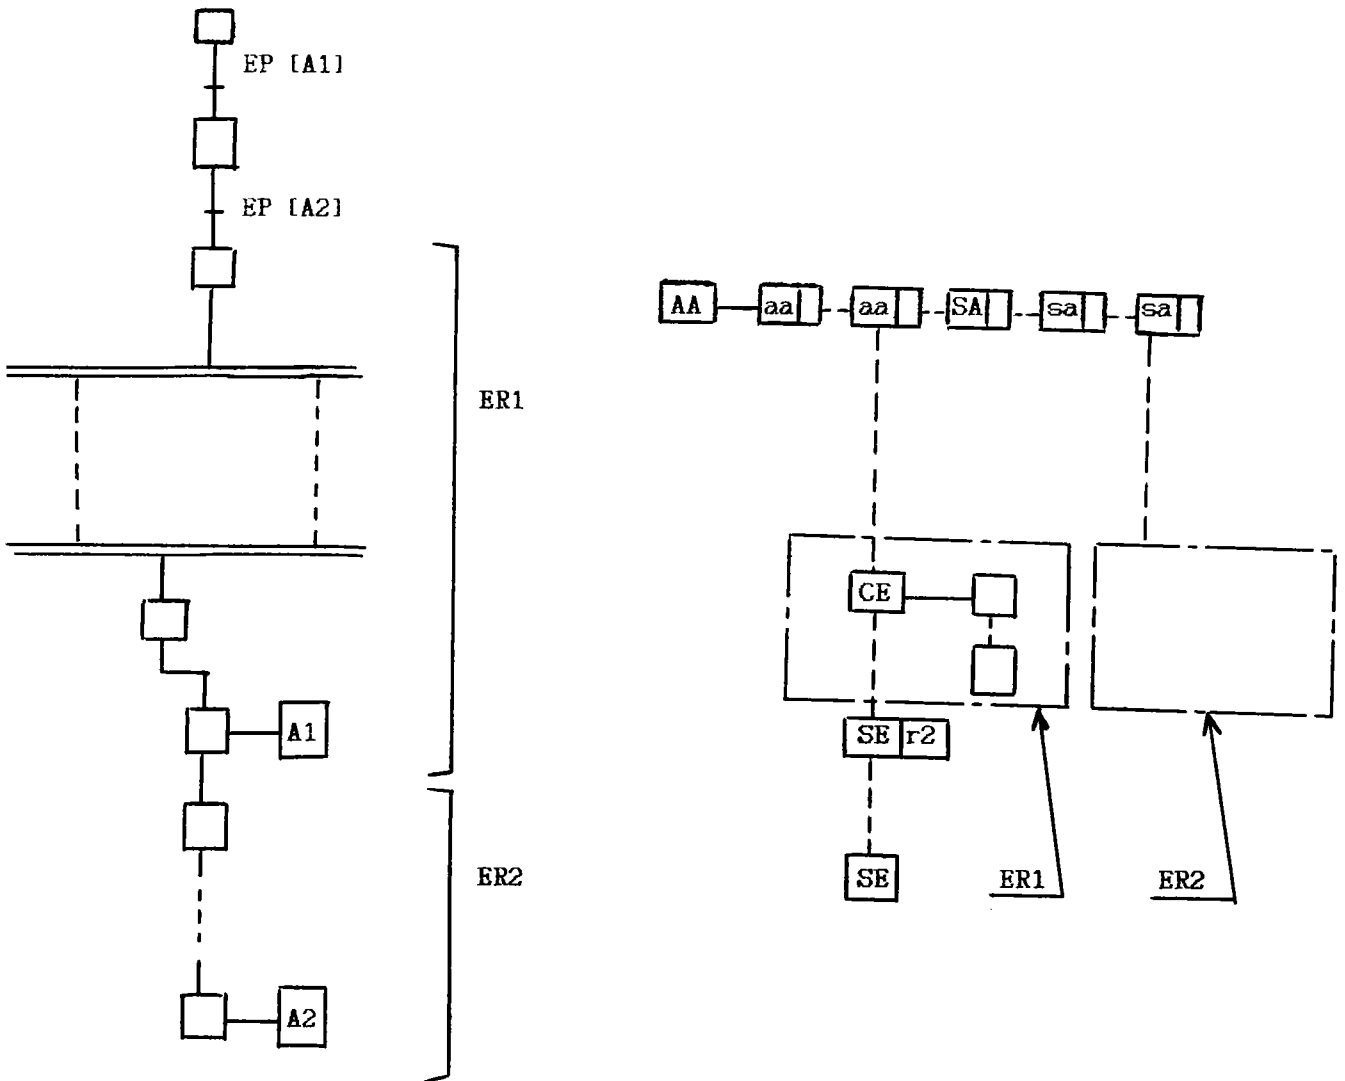 EP [A1]
EP [A2]
ER1
A1
ER2
A2
AA aa aa SA sa sa
CE
SE r2
SE
ER1 ER2